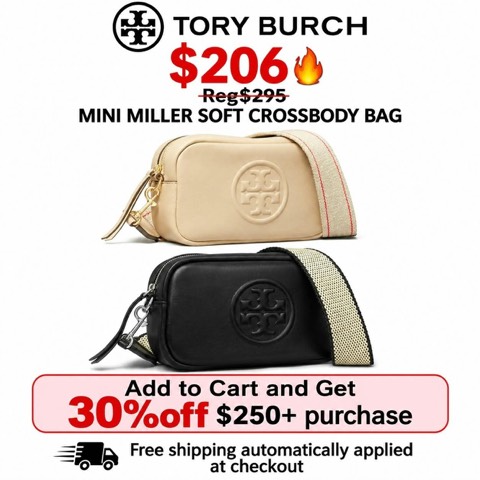 TORY BURCH
$206🔥
Reg$295
MINI MILLER SOFT CROSSBODY BAG
Add to Cart and Get
30%off $250+ purchase
Free shipping automatically applied
at checkout